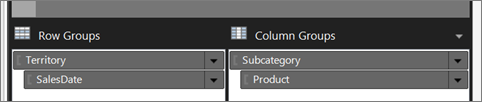 Row Groups Column Groups
Territory Subcategory
SalesDate Product